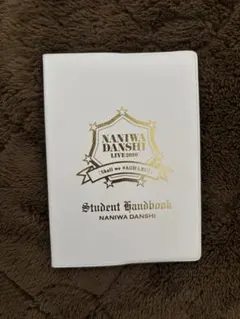 NANIWA
DANSHI
LIVE 2019
Shall we #AOHARU?
Student Handbook
NANIWA DANSHI